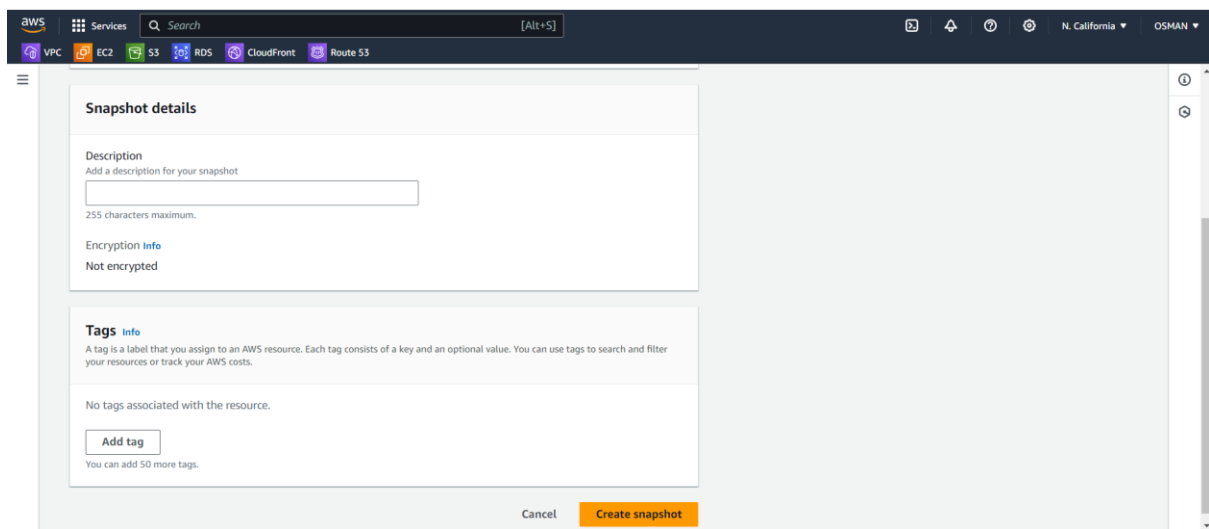 aws Services Search [Alt+S] N. California OSMAN
VPC EC2 S3 RDS CloudFront Route 53
Snapshot details
Description
Add a description for your snapshot
255 characters maximum.
Encryption Info
Not encrypted
Tags Info
A tag is a label that you assign to an AWS resource. Each tag consists of a key and an optional value. You can use tags to search and filter
your resources or track your AWS costs.
No tags associated with the resource.
Add tag
You can add 50 more tags.
Cancel Create snapshot